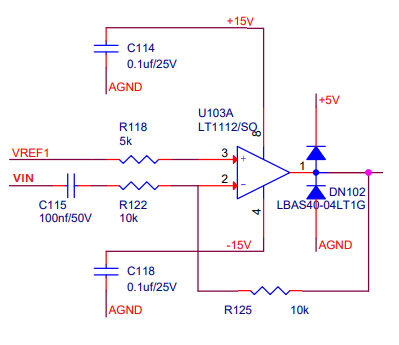 +15V
C114
0.1uf/25V
AGND
U103A
LT1112/SO
+5V
R118
5k
8
VREF1
3
+
1
VIN
2
-
DN102
LBAS40-04LT1G
C115
100nf/50V
R122
10k
4
-15V
AGND
C118
0.1uf/25V
AGND
R125
10k